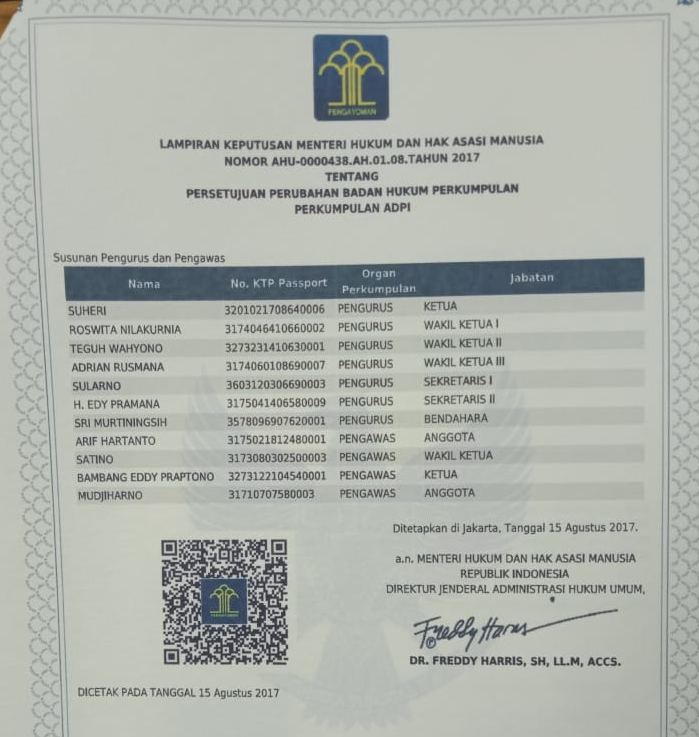 PENGAYOMAN
LAMPIRAN KEPUTUSAN MENTERI HUKUM DAN HAK ASASI MANUSIA
NOMOR AHU-0000438.AH.01.08.TAHUN 2017
TENTANG
PERSETUJUAN PERUBAHAN BADAN HUKUM PERKUMPULAN
PERKUMPULAN ADPI
Susunan Pengurus dan Pengawas
Nama No. KTP Passport Organ Perkumpulan Jabatan
SUHERI 3201021708640006 PENGURUS KETUA
ROSWITA NILAKURNIA 3174046410660002 PENGURUS WAKIL KETUA I
TEGUH WAHYONO 3273231410630001 PENGURUS WAKIL KETUA II
ADRIAN RUSMANA 3174060108690007 PENGURUS WAKIL KETUA III
SULARNO 3603120306690003 PENGURUS SEKRETARIS I
H. EDY PRAMANA 3175041406580009 PENGURUS SEKRETARIS II
SRI MURTININGSIH 3578096907620001 PENGURUS BENDAHARA
ARIF HARTANTO 3175021812480001 PENGAWAS ANGGOTA
SATINO 3173080302500003 PENGAWAS WAKIL KETUA
BAMBANG EDDY PRAPTONO 3273122104540001 PENGAWAS KETUA
MUDJIHARNO 31710707580003 PENGAWAS ANGGOTA
Ditetapkan di Jakarta, Tanggal 15 Agustus 2017.
a.n. MENTERI HUKUM DAN HAK ASASI MANUSIA
REPUBLIK INDONESIA
DIREKTUR JENDERAL ADMINISTRASI HUKUM UMUM,
Freddy Harris
DR. FREDDY HARRIS, SH, LL.M, ACCS.
DICETAK PADA TANGGAL 15 Agustus 2017